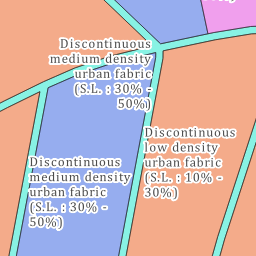 Discontinuous
medium density
urban fabric
(S.L. : 30% -
50%)
Discontinuous
low density
urban fabric
(S.L. : 10% -
30%)
Discontinuous
medium density
urban fabric
(S.L. : 30% -
50%)